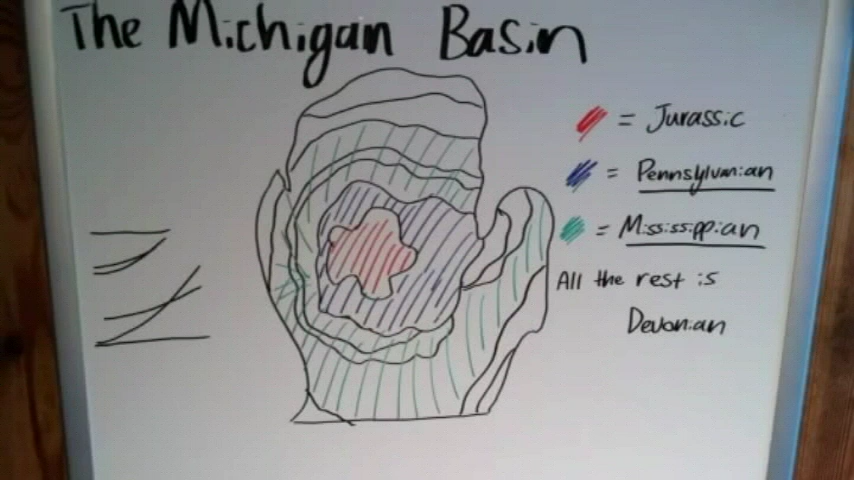 The Michigan Basin
= Jurassic
= Pennsylvanian
= Mississippian
All the rest is
Devonian